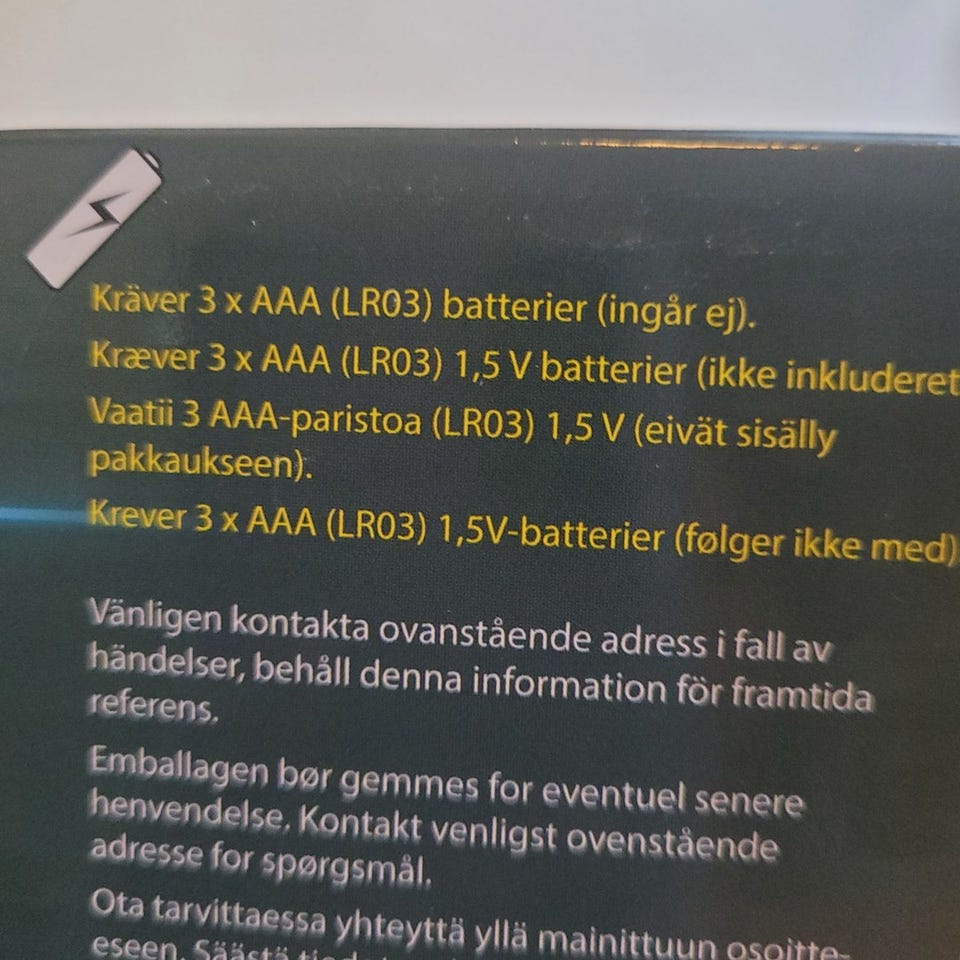 Kräver 3 x AAA (LR03) batterier (ingår ej).
Kræver 3 x AAA (LR03) 1,5 V batterier (ikke inkluderet
Vaatii 3 AAA-paristoa (LR03) 1,5 V (eivät sisälly
pakkaukseen).
Krever 3 x AAA (LR03) 1,5V-batterier (følger ikke med)
Vänligen kontakta ovanstående adress i fall av
händelser, behåll denna information för framtida
referens.
Emballagen bør gemmes for eventuel senere
henvendelse. Kontakt venligst ovenstående
adresse for spørgsmål.
Ota tarvittaessa yhteyttä yllä mainittuun osoitte-
eseen. Säästä